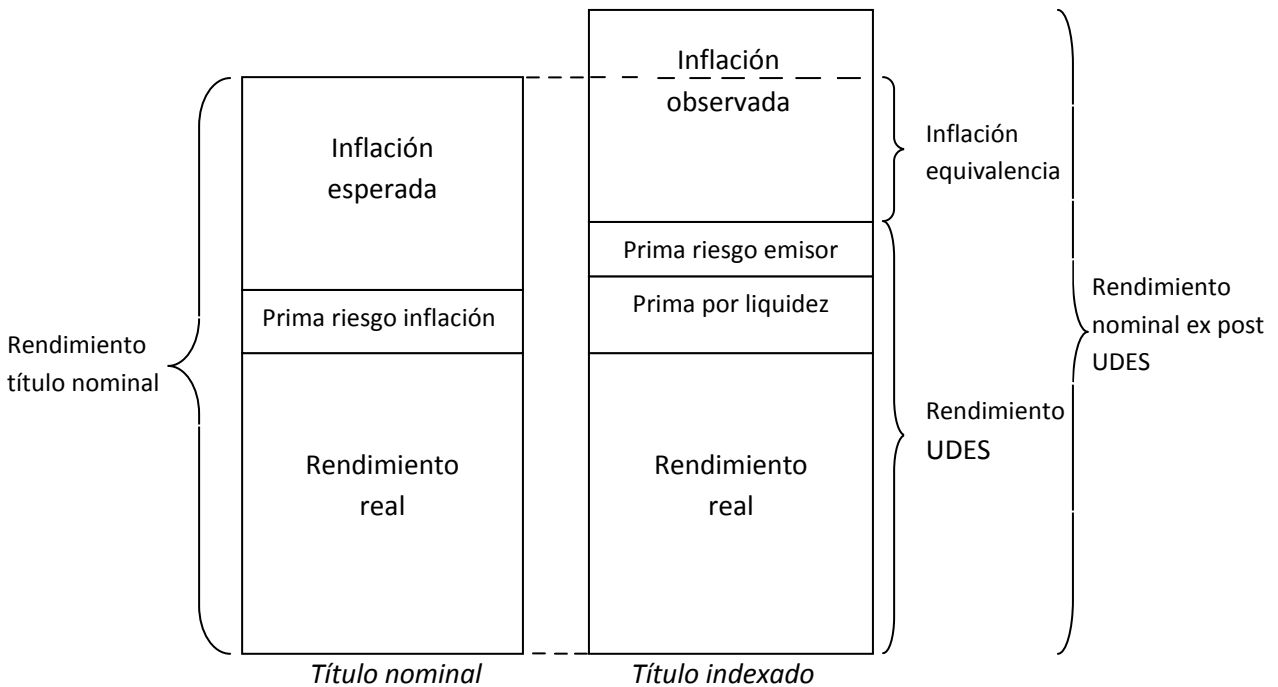 Inflación
observada
Inflación
esperada
Inflación
equivalencia
Prima riesgo emisor
Prima por liquidez
Prima riesgo inflación
Rendimiento
título nominal
Rendimiento
nominal ex post
UDES
Rendimiento
UDES
Rendimiento
real
Rendimiento
real
Título nominal
Título indexado